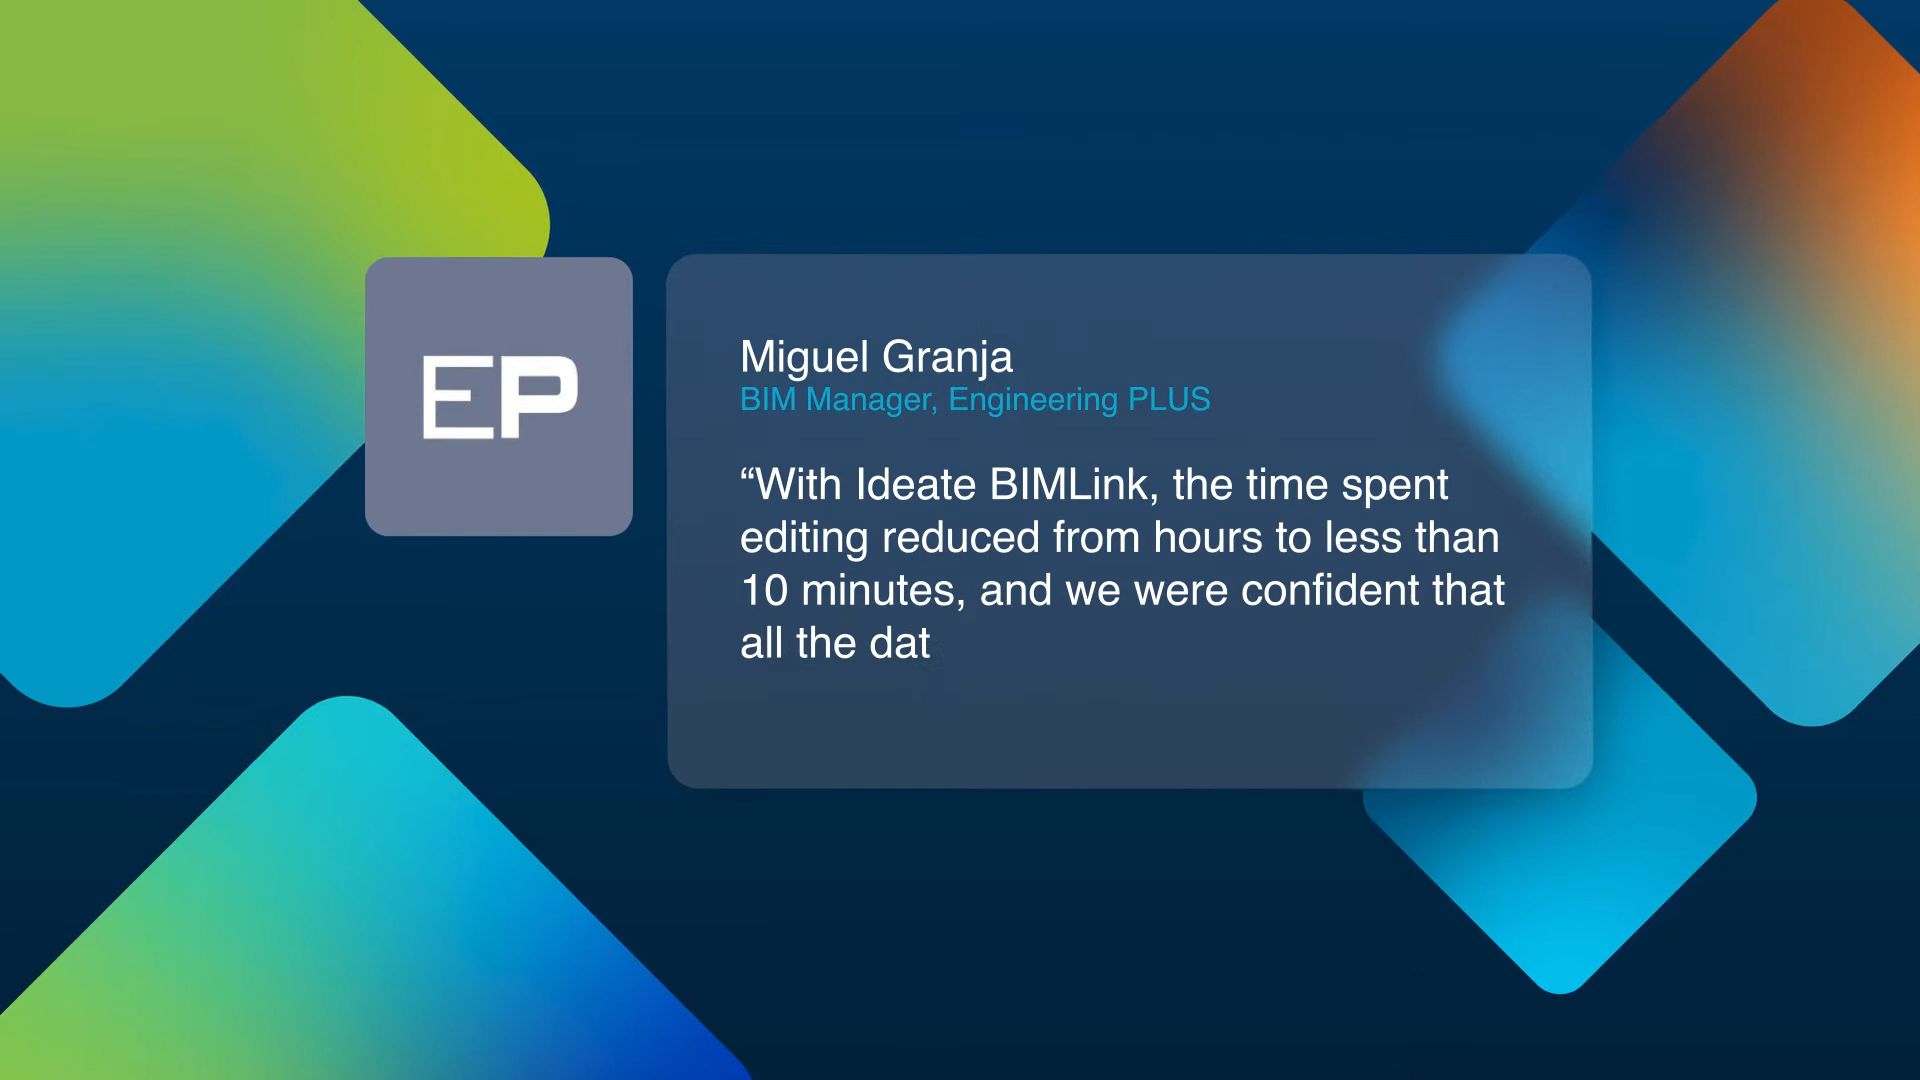 EP
Miguel Granja
BIM Manager, Engineering PLUS
“With Ideate BIMLink, the time spent
editing reduced from hours to less than
10 minutes, and we were confident that
all the dat